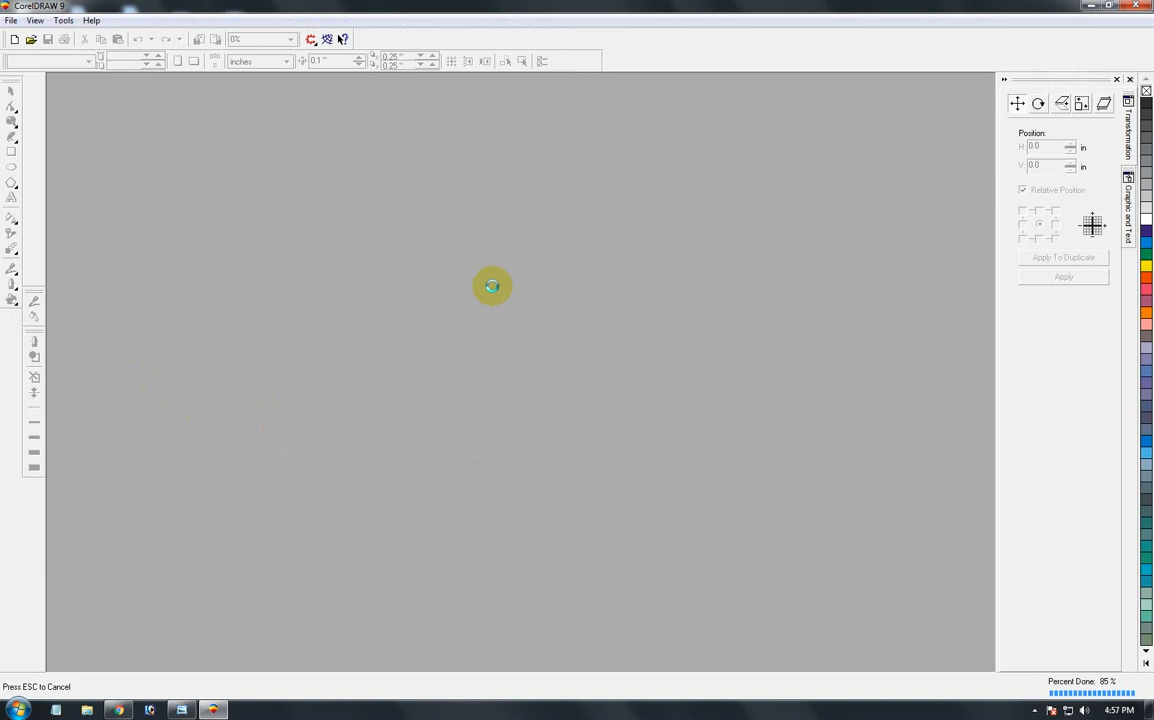 CorelDRAW 9
File View Tools Help
0%
inches
0.1 "
0.25 "
0.25 "
Position:
H: 0.0 in
V: 0.0 in
Relative Position
Apply To Duplicate
Apply
Transformation
Graphic and Text
Press ESC to Cancel
Percent Done: 85 %
4:57 PM